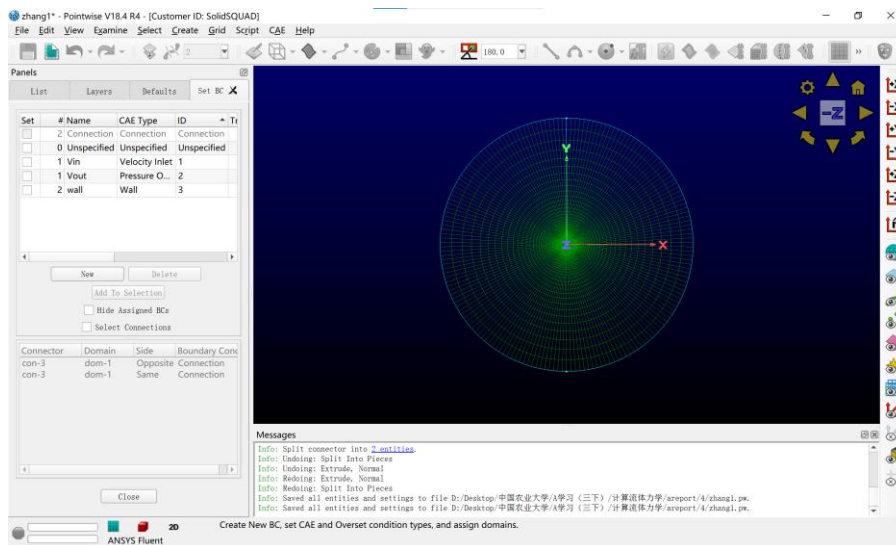 zhang1* - Pointwise V18.4 R4 - [Customer ID: SolidSQUAD]
File Edit View Examine Select Create Grid Script CAE Help
2 180.0 »
Panels
List Layers Defaults Set BC
Set # Name CAE Type ID
2 Connection Connection Connection
0 Unspecified Unspecified Unspecified
1 Vin Velocity Inlet 1
1 Vout Pressure O... 2
2 wall Wall 3
New Delete
Add To Selection
Hide Assigned BCs
Select Connections
Connector Domain Side Boundary Cond
con-3 dom-1 Opposite Connection
con-3 dom-1 Same Connection
Close
Y
Z X
-Z
Messages
Info: Split connector into 2 entities.
Info: Undoing: Split Into Pieces
Info: Undoing: Extrude, Normal
Info: Redoing: Extrude, Normal
Info: Redoing: Split Into Pieces
Info: Saved all entities and settings to file D:/Desktop/中国农业大学/A学习（三下）/计算流体力学/areport/4/zhang1.pw.
Info: Saved all entities and settings to file D:/Desktop/中国农业大学/A学习（三下）/计算流体力学/areport/4/zhang1.pw.
2D Create New BC, set CAE and Overset condition types, and assign domains.
ANSYS Fluent